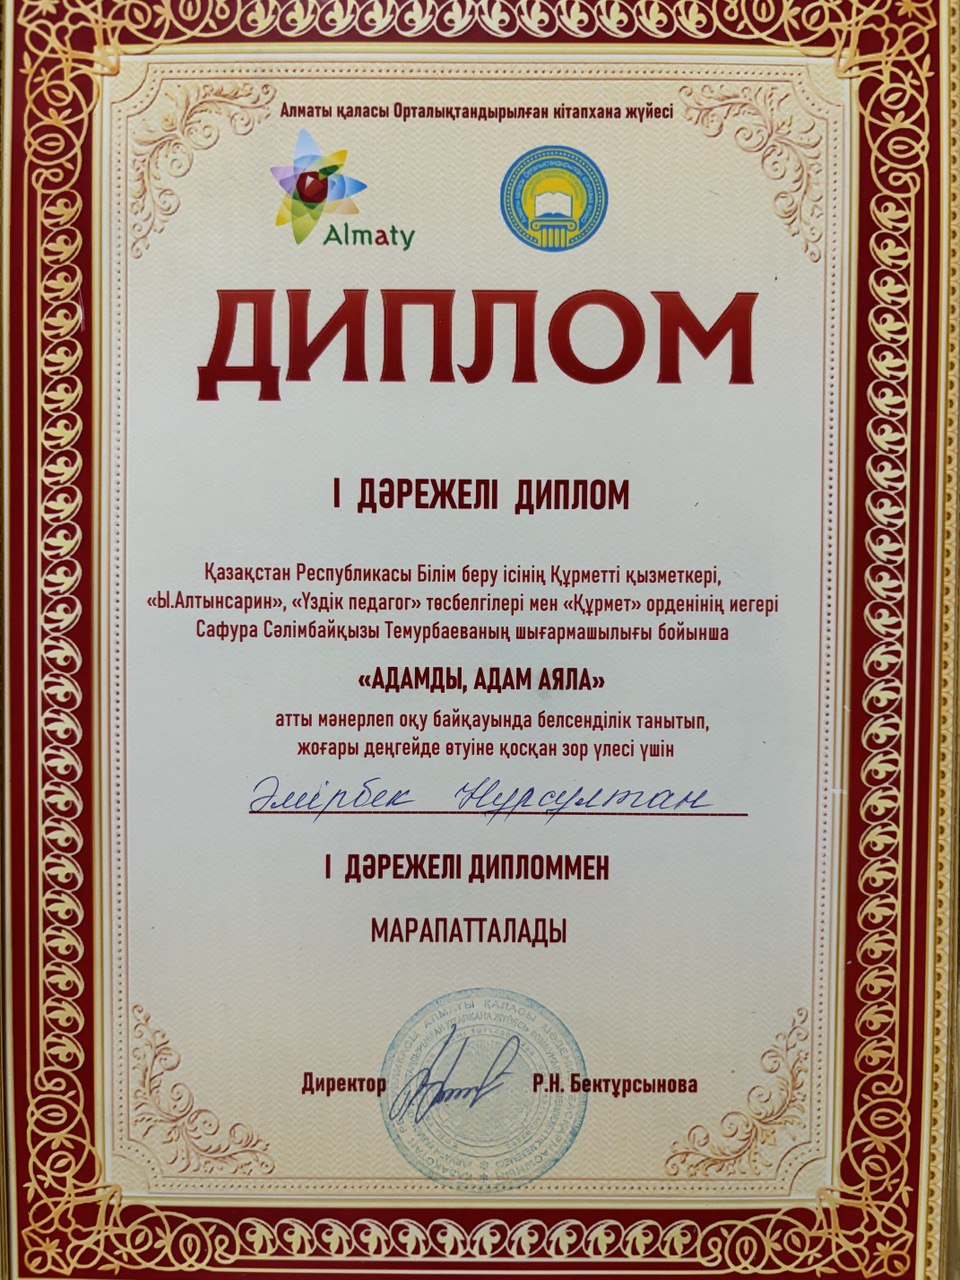 Алматы қаласы Орталықтандырылған кітапхана жүйесі
Almaty
ДИПЛОМ
І ДӘРЕЖЕЛІ ДИПЛОМ
Қазақстан Республикасы Білім беру ісінің Құрметті қызметкері,
«Ы.Алтынсарин», «Үздік педагог» төсбелгілері мен «Құрмет» орденінің иегері
Сафура Сәлімбайқызы Темурбаеваның шығармашылығы бойынша
«АДАМДЫ, АДАМ АЯЛА»
атты мәнерлеп оқу байқауында белсенділік танытып,
жоғары деңгейде өтуіне қосқан зор үлесі үшін
Әмірбек Нұрсұлтан
І ДӘРЕЖЕЛІ ДИПЛОММЕН
МАРАПАТТАЛАДЫ
Директор Р.Н. Бектұрсынова